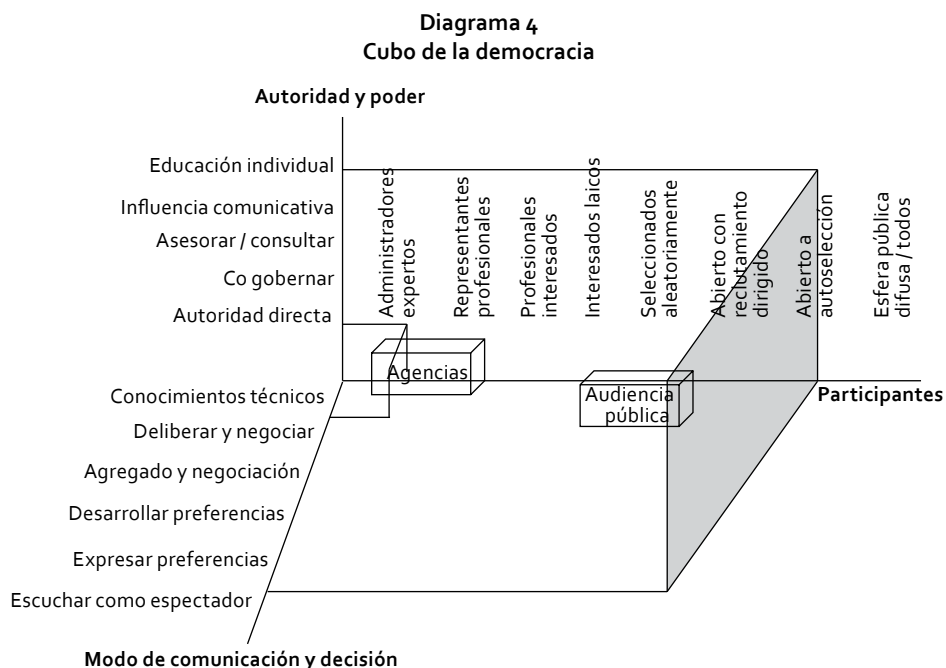 Diagrama 4
Cubo de la democracia
Autoridad y poder
Educación individual
Influencia comunicativa
Asesorar / consultar
Co gobernar
Autoridad directa
Administradores
expertos
Representantes
profesionales
Profesionales
interesados
Interesados laicos
Seleccionados
aleatoriamente
Abierto con
reclutamiento
dirigido
Abierto a
autoselección
Esfera pública
difusa / todos
Agencias
Audiencia
pública
Participantes
Conocimientos técnicos
Deliberar y negociar
Agregado y negociación
Desarrollar preferencias
Expresar preferencias
Escuchar como espectador
Modo de comunicación y decisión